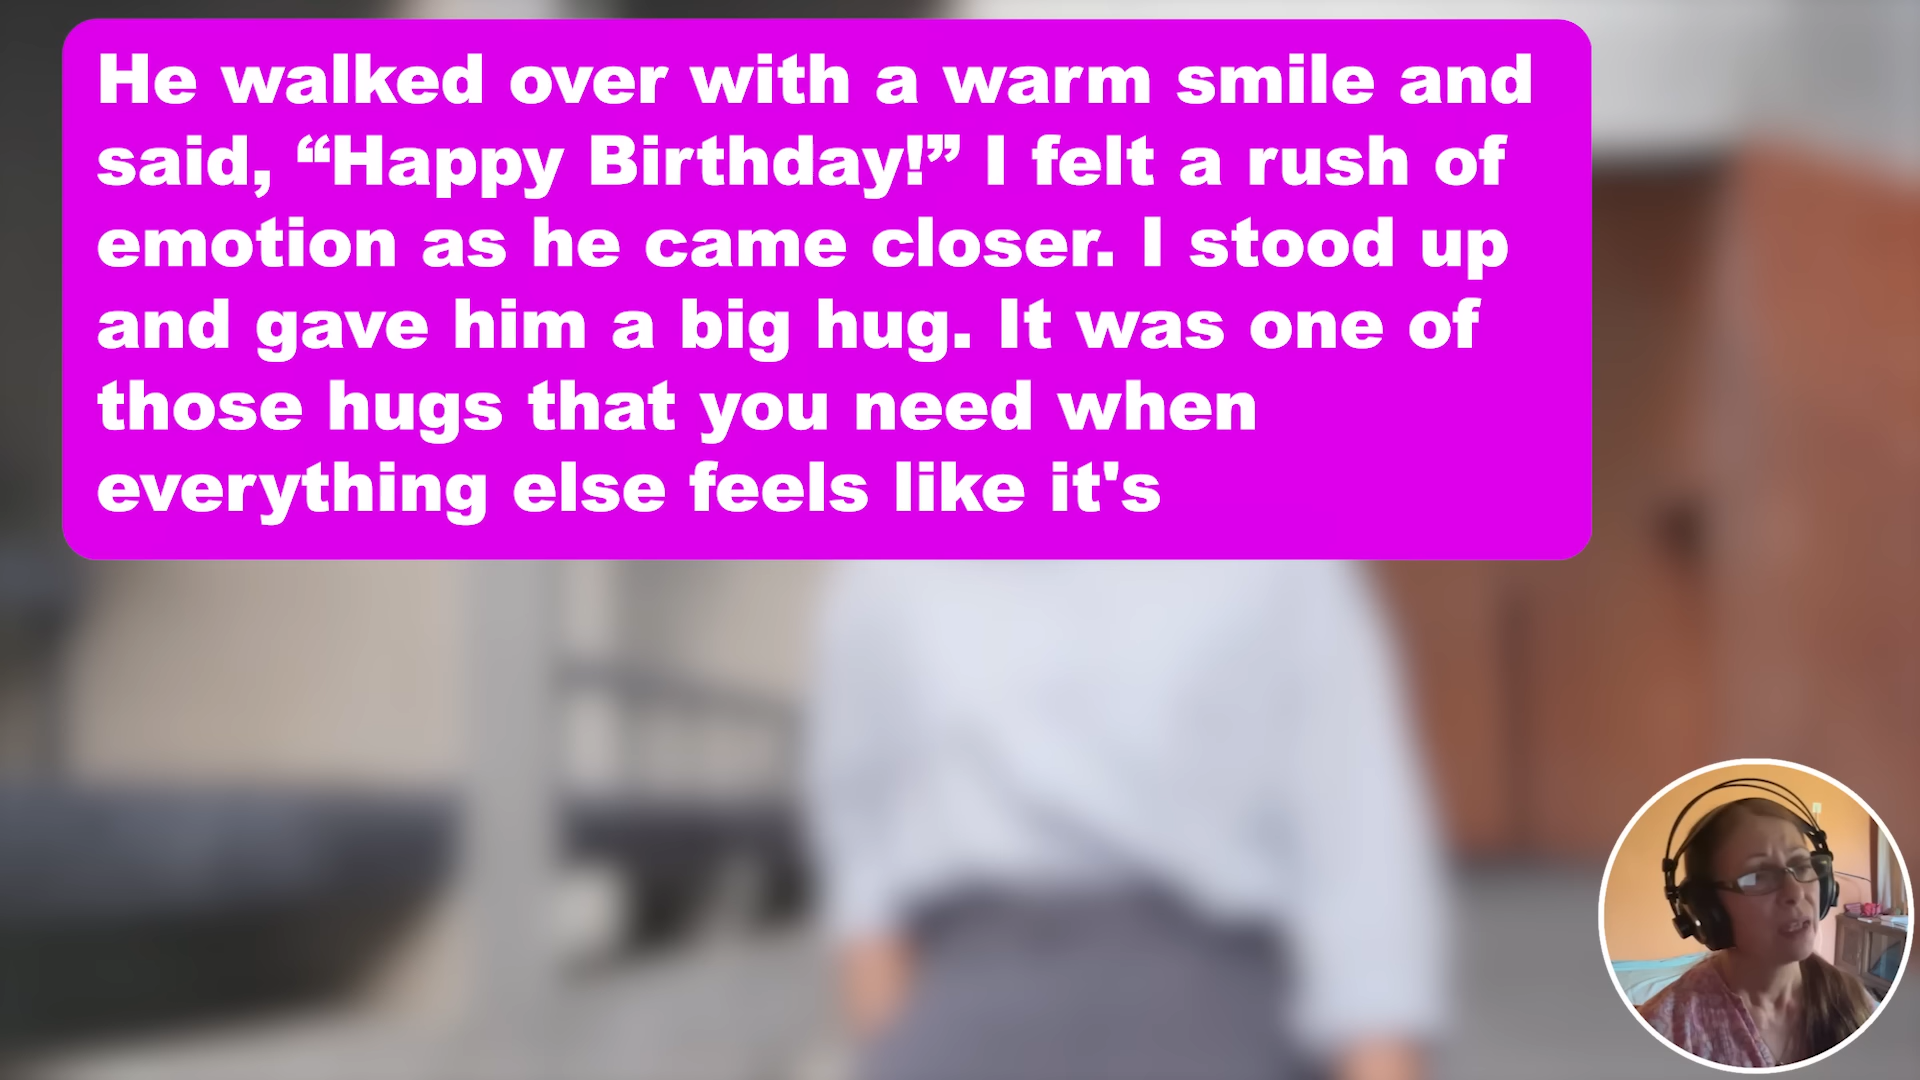 He walked over with a warm smile and
said, “Happy Birthday!” I felt a rush of
emotion as he came closer. I stood up
and gave him a big hug. It was one of
those hugs that you need when
everything else feels like it's